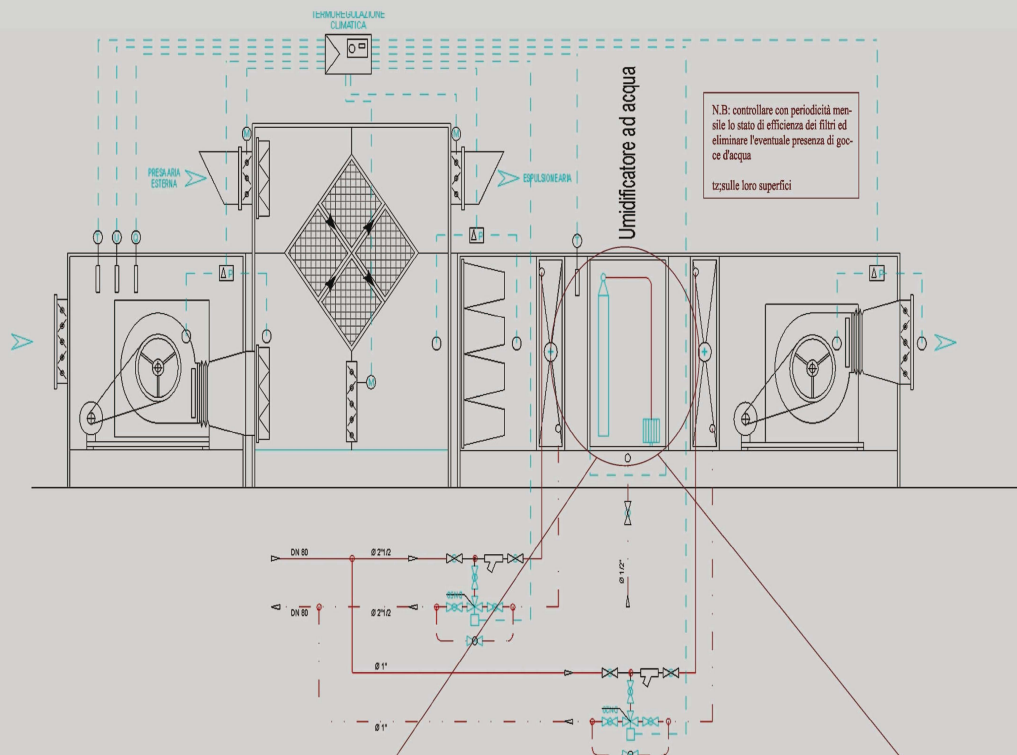 TERMOREGOLAZIONE
CLIMATICA
Umidificatore ad acqua
N.B: controllare con periodicità men-
sile lo stato di efficienza dei filtri ed
eliminare l'eventuale presenza di goc-
ce d'acqua
tz;sulle loro superfici
PRESA ARIA
ESTERNA
ESPULSIONE ARIA
M
M
U
P
P
P
M
DN 80
Ø 2"1/2
DN 80
Ø 2"1/2
Ø 1/2"
Ø 1"
Ø 1"